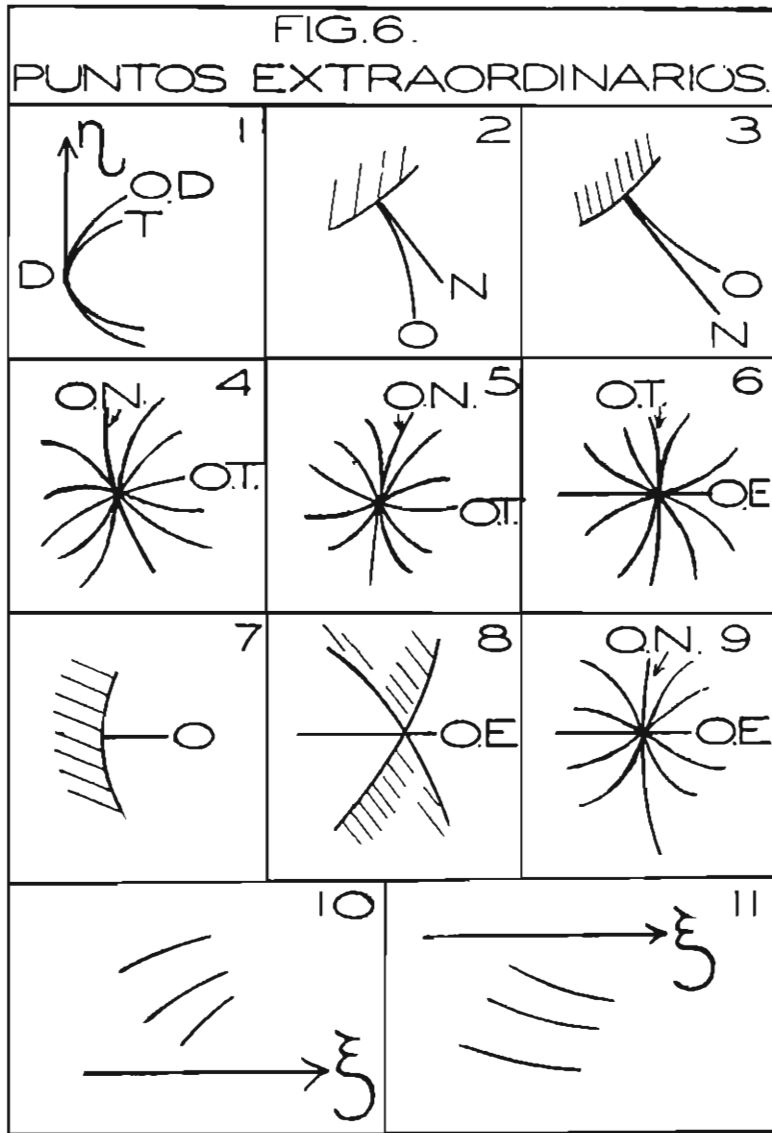 FIG.6.
PUNTOS EXTRAORDINARIOS.
1
η
O.D
T
D
2
N
O
3
O
N
4
O.N.
O.T.
5
O.N.
O.T.
6
O.T.
O.E
7
O
8
O.E
9
O.N.
O.E
10
ξ
11
ξ